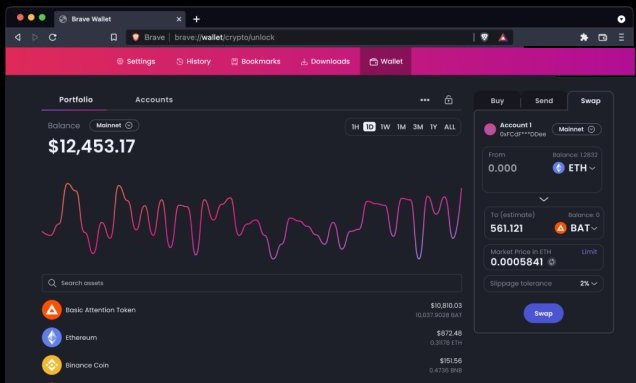 Brave Wallet
Brave | brave://wallet/crypto/unlock
Settings History Bookmarks Downloads Wallet
Portfolio Accounts
Balance Mainnet
$12,453.17
1H 1D 1W 1M 3M 1Y ALL
Search assets
Basic Attention Token
$10,810.03
10,037.9028 BAT
Ethereum
$872.48
0.31178 ETH
Binance Coin
$151.56
0.4736 BNB
Buy Send Swap
Account 1
0xFCdF***DDee
Mainnet
From Balance: 1.2832
0.000 ETH
To (estimate) Balance: 0
561.121 BAT
Market Price in ETH Limit
0.0005841
Slippage tolerance 2%
Swap